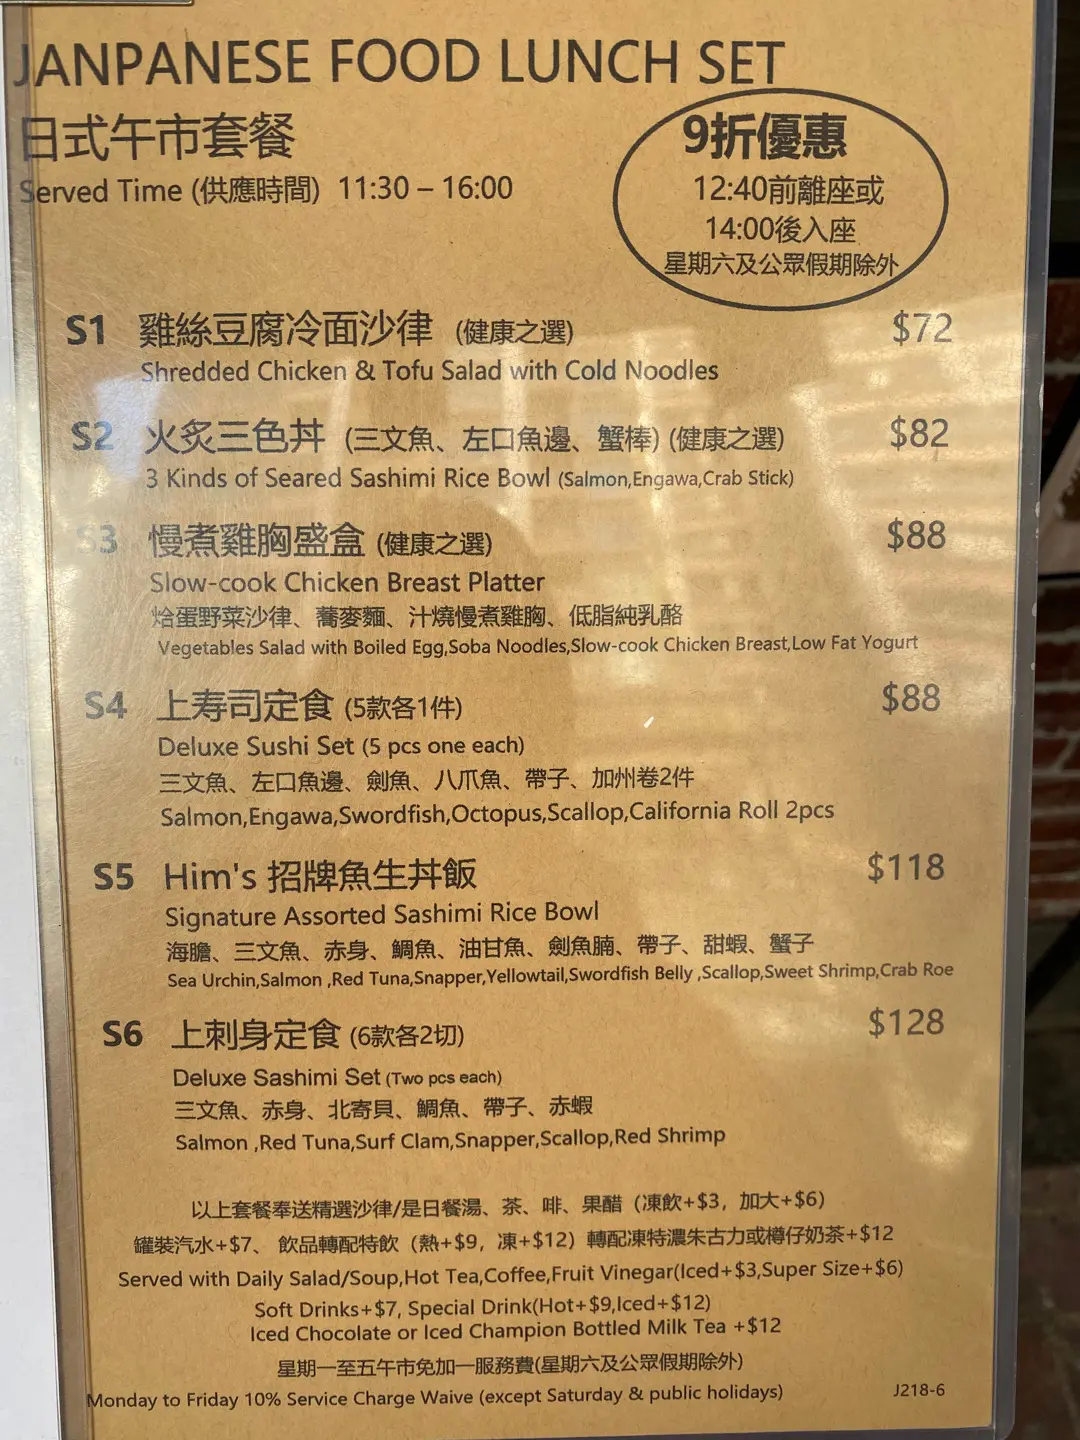 JANPANESE FOOD LUNCH SET
日式午市套餐
Served Time (供應時間) 11:30 – 16:00
9折優惠
12:40前離座或
14:00後入座
星期六及公眾假期除外
S1 雞絲豆腐冷面沙律 (健康之選) $72
Shredded Chicken & Tofu Salad with Cold Noodles
S2 火炙三色丼 (三文魚、左口魚邊、蟹棒) (健康之選) $82
3 Kinds of Seared Sashimi Rice Bowl (Salmon,Engawa,Crab Stick)
S3 慢煮雞胸盛盒 (健康之選) $88
Slow-cook Chicken Breast Platter
烚蛋野菜沙律、蕎麥麵、汁燒慢煮雞胸、低脂純乳酪
Vegetables Salad with Boiled Egg,Soba Noodles,Slow-cook Chicken Breast,Low Fat Yogurt
S4 上寿司定食 (5款各1件) $88
Deluxe Sushi Set (5 pcs one each)
三文魚、左口魚邊、劍魚、八爪魚、帶子、加州卷2件
Salmon,Engawa,Swordfish,Octopus,Scallop,California Roll 2pcs
S5 Him's 招牌魚生丼飯 $118
Signature Assorted Sashimi Rice Bowl
海膽、三文魚、赤身、鯛魚、油甘魚、劍魚腩、帶子、甜蝦、蟹子
Sea Urchin,Salmon ,Red Tuna,Snapper,Yellowtail,Swordfish Belly ,Scallop,Sweet Shrimp,Crab Roe
S6 上刺身定食 (6款各2切) $128
Deluxe Sashimi Set (Two pcs each)
三文魚、赤身、北寄貝、鯛魚、帶子、赤蝦
Salmon ,Red Tuna,Surf Clam,Snapper,Scallop,Red Shrimp
以上套餐奉送精選沙律/是日餐湯、茶、啡、果醋（凍飲+$3，加大+$6）
罐裝汽水+$7、 飲品轉配特飲（熱+$9，凍+$12）轉配凍特濃朱古力或樽仔奶茶+$12
Served with Daily Salad/Soup,Hot Tea,Coffee,Fruit Vinegar(Iced+$3,Super Size+$6)
Soft Drinks+$7, Special Drink(Hot+$9,Iced+$12)
Iced Chocolate or Iced Champion Bottled Milk Tea +$12
星期一至五午市免加一服務費(星期六及公眾假期除外)
Monday to Friday 10% Service Charge Waive (except Saturday & public holidays)
J218-6